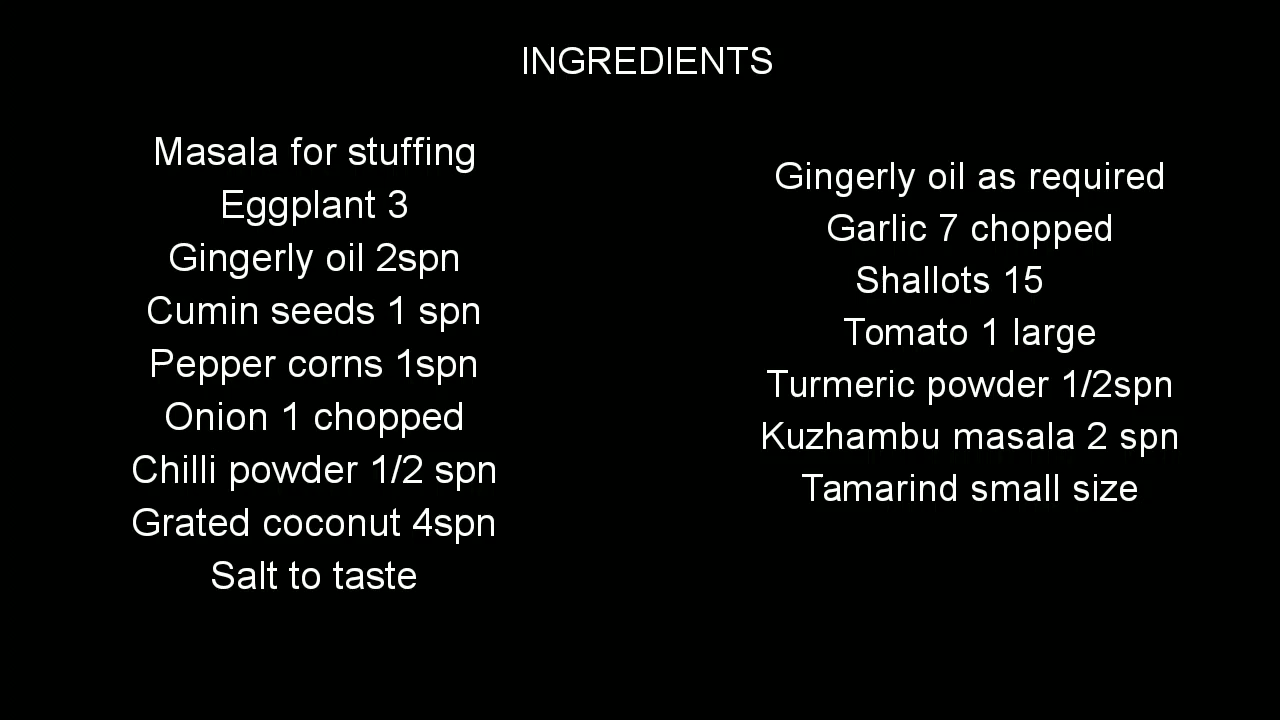 INGREDIENTS
Masala for stuffing
Eggplant 3
Gingerly oil 2spn
Cumin seeds 1 spn
Pepper corns 1spn
Onion 1 chopped
Chilli powder 1/2 spn
Grated coconut 4spn
Salt to taste
Gingerly oil as required
Garlic 7 chopped
Shallots 15
Tomato 1 large
Turmeric powder 1/2spn
Kuzhambu masala 2 spn
Tamarind small size